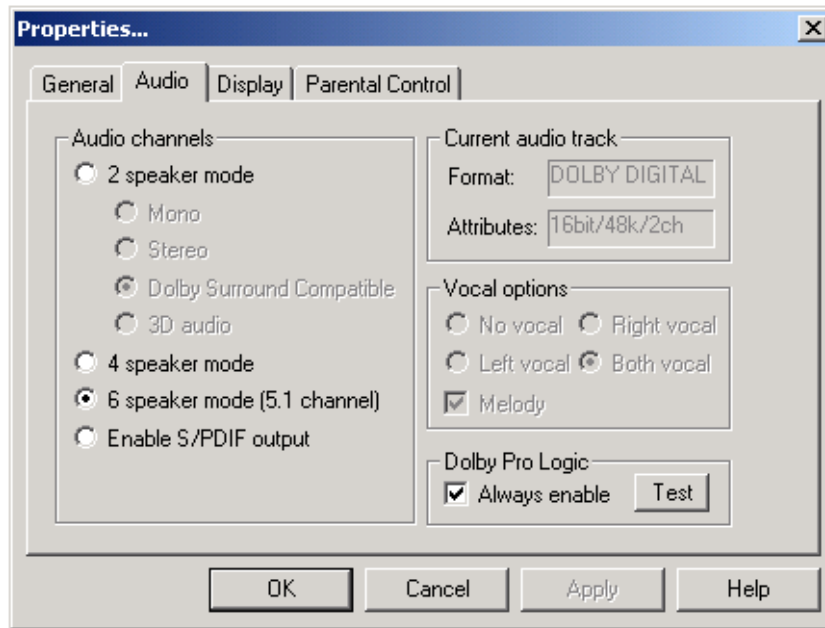 Properties...
General Audio Display Parental Control
Audio channels
2 speaker mode
Mono
Stereo
Dolby Surround Compatible
3D audio
4 speaker mode
6 speaker mode (5.1 channel)
Enable S/PDIF output
Current audio track
Format: DOLBY DIGITAL
Attributes: 16bit/48k/2ch
Vocal options
No vocal Right vocal
Left vocal Both vocal
Melody
Dolby Pro Logic
Always enable Test
OK Cancel Apply Help